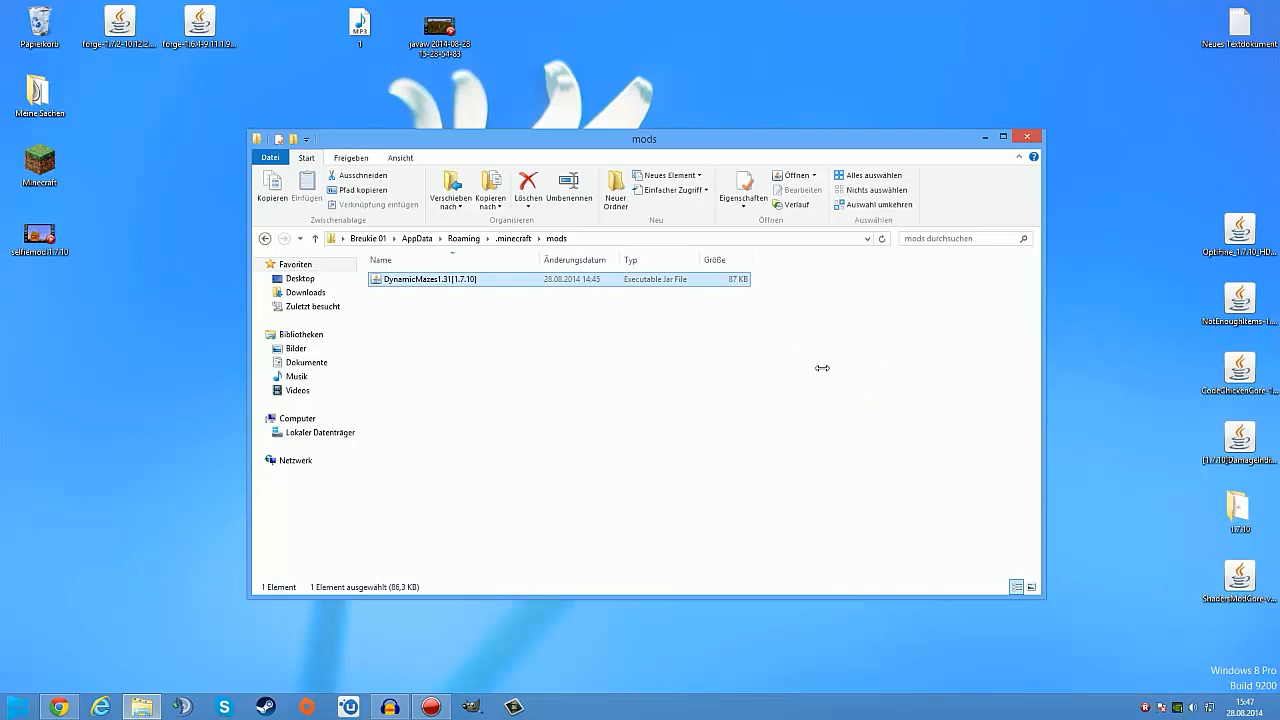 Papierkorb
forge-1.7.2-10.12.2...
forge-1.6.4-9.11.1.9...
MP3
1
javaw 2014-08-28
15-28-54-83
Neues Textdokument
Meine Sachen
Minecraft
selfiemod1.7.10
mods
Datei
Start
Freigeben
Ansicht
Kopieren
Einfügen
Ausschneiden
Pfad kopieren
Verknüpfung einfügen
Zwischenablage
Verschieben
nach
Kopieren
nach
Löschen
Umbenennen
Organisieren
Neuer
Ordner
Neues Element
Einfacher Zugriff
Neu
Eigenschaften
Öffnen
Bearbeiten
Verlauf
Öffnen
Alles auswählen
Nichts auswählen
Auswahl umkehren
Auswählen
Breukie 01
AppData
Roaming
.minecraft
mods
mods durchsuchen
Name
Änderungsdatum
Typ
Größe
DynamicMazes1.31[1.7.10]
28.08.2014 14:45
Executable Jar File
87 KB
Favoriten
Desktop
Downloads
Zuletzt besucht
Bibliotheken
Bilder
Dokumente
Musik
Videos
Computer
Lokaler Datenträger
Netzwerk
1 Element
1 Element ausgewählt (86,3 KB)
OptiFine_1.7.10_HD...
NotEnoughItems-1....
CodeChickenCore-1...
[1.7.10]DamageIndi...
1.7.10
ShadersModCore-v...
Windows 8 Pro
Build 9200
15:47
28.08.2014